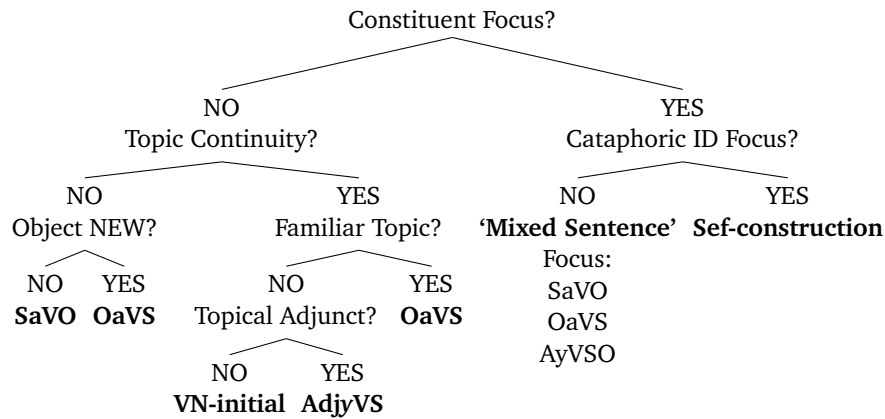 Constituent Focus?
NO YES
Topic Continuity? Cataphoric ID Focus?
NO YES NO YES
Object NEW? Familiar Topic? ‘Mixed Sentence’ Sef-construction
Focus:
NO YES NO YES SaVO
SaVO OaVS Topical Adjunct? OaVS OaVS
AyVSO
NO YES
VN-initial AdjyVS